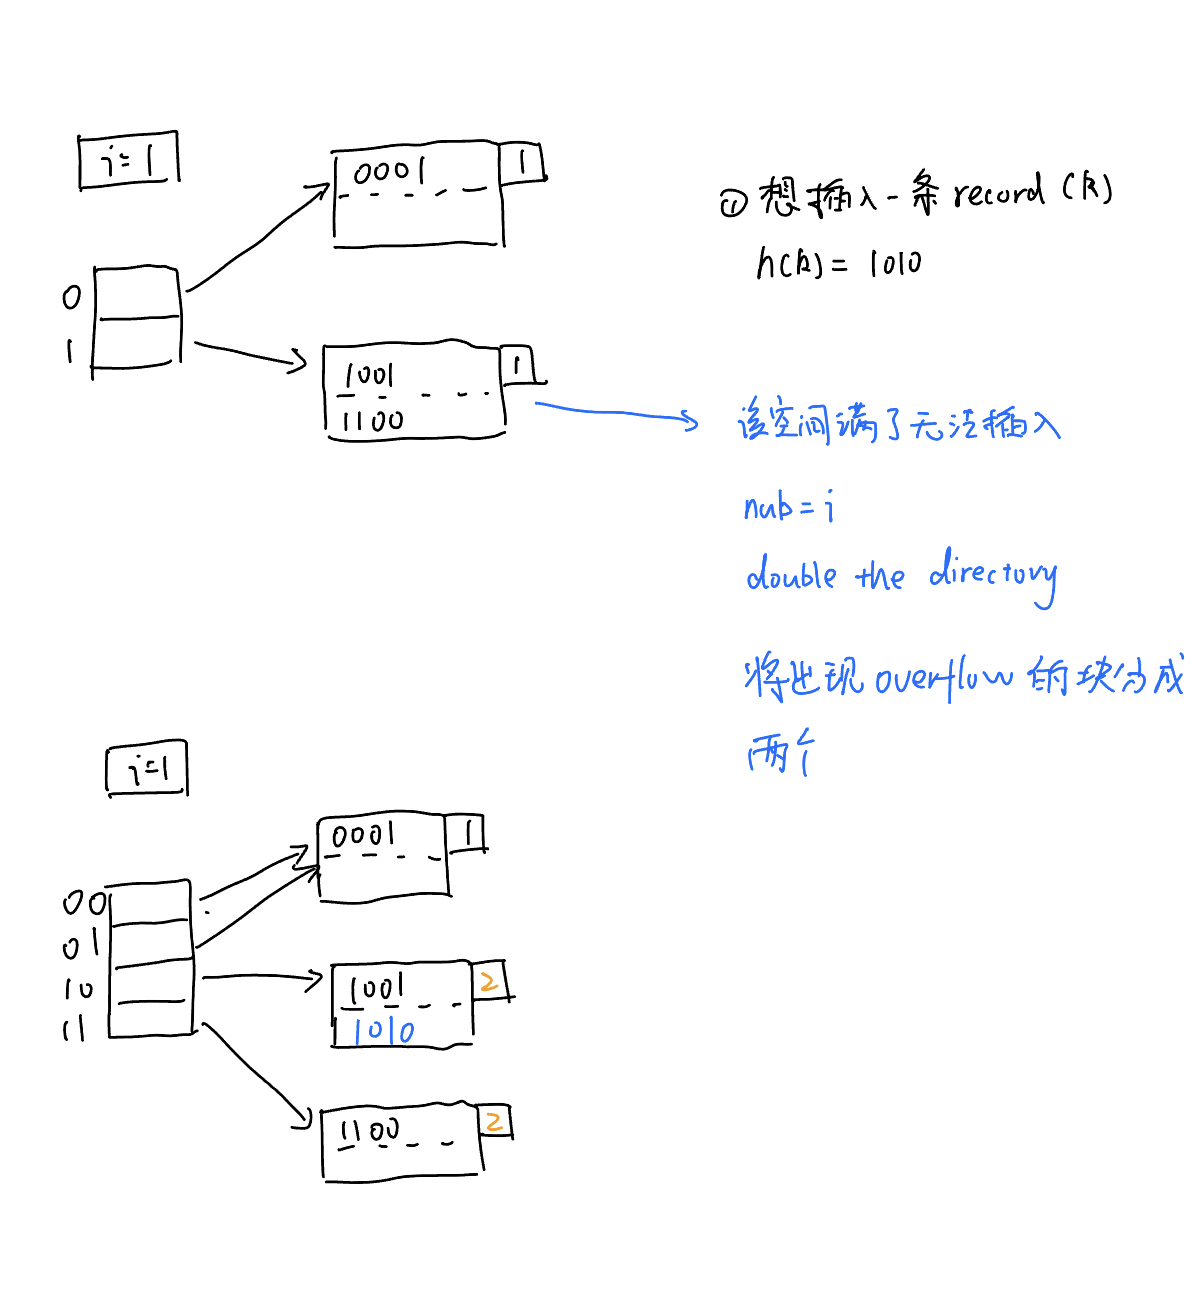 i=1
0001 1
0
1
1001 1
1100
① 想插入一条 record (k)
h(k) = 1010
该空间满了无法插入
nub = i
double the directory
将出现 overflow 的块分成
两个
i=1
0001 1
00
01
10
11
1001 2
1010
1100 2